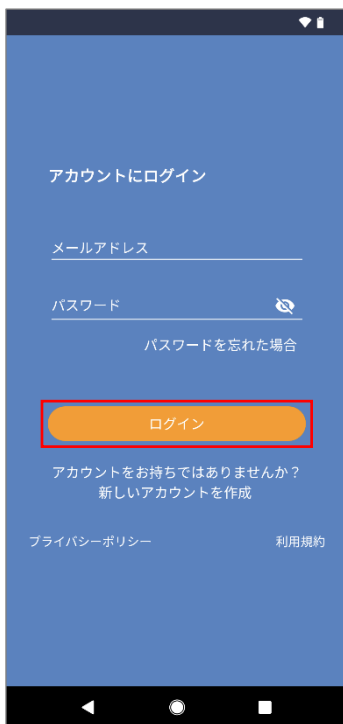 アカウントにログイン
メールアドレス
パスワード
パスワードを忘れた場合
ログイン
アカウントをお持ちではありませんか？
新しいアカウントを作成
プライバシーポリシー
利用規約